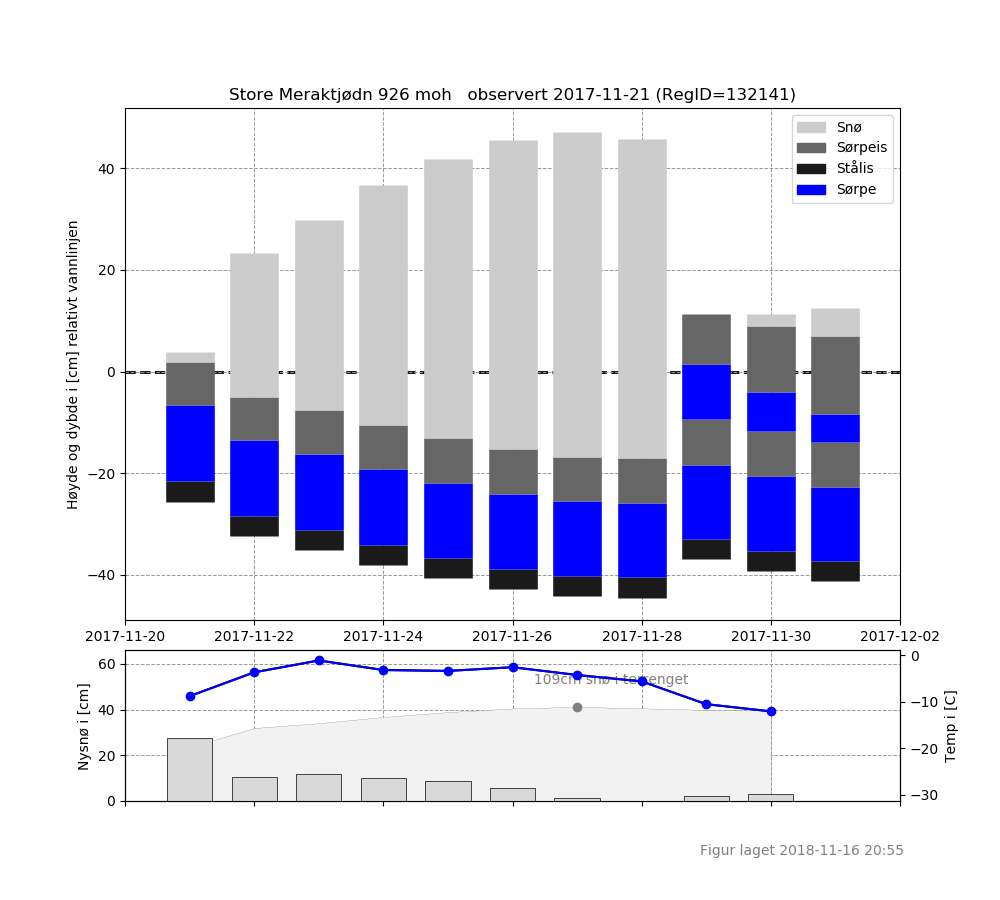 Store Meraktjødn 926 moh   observert 2017-11-21 (RegID=132141)
Snø
Sørpeis
Stålis
Sørpe
Høyde og dybde i [cm] relativt vannlinjen
40
20
0
−20
−40
2017-11-20
2017-11-22
2017-11-24
2017-11-26
2017-11-28
2017-11-30
2017-12-02
Nysnø i [cm]
60
40
20
0
109cm snø i terrenget
0
−10
−20
−30
Temp i [C]
Figur laget 2018-11-16 20:55